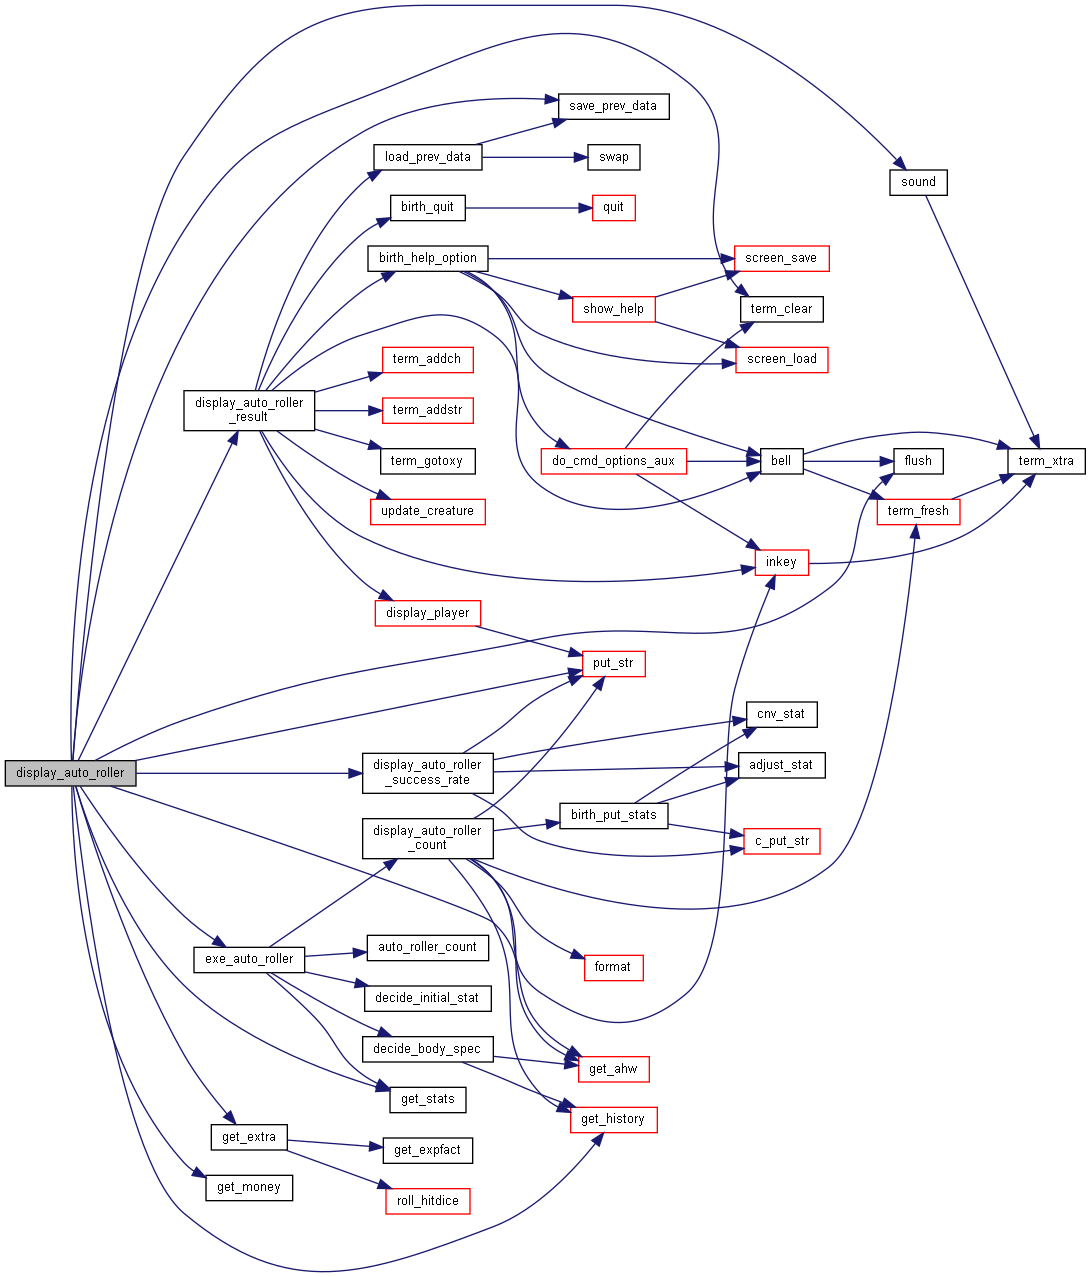 save_prev_data
load_prev_data
swap
sound
birth_quit
quit
birth_help_option
screen_save
show_help
term_clear
screen_load
term_addch
display_auto_roller
_result
term_addstr
term_gotoxy
do_cmd_options_aux
bell
flush
term_xtra
update_creature
term_fresh
inkey
display_player
put_str
cnv_stat
display_auto_roller
display_auto_roller
_success_rate
adjust_stat
birth_put_stats
display_auto_roller
_count
c_put_str
auto_roller_count
exe_auto_roller
format
decide_initial_stat
decide_body_spec
get_ahw
get_stats
get_history
get_extra
get_expfact
get_money
roll_hitdice